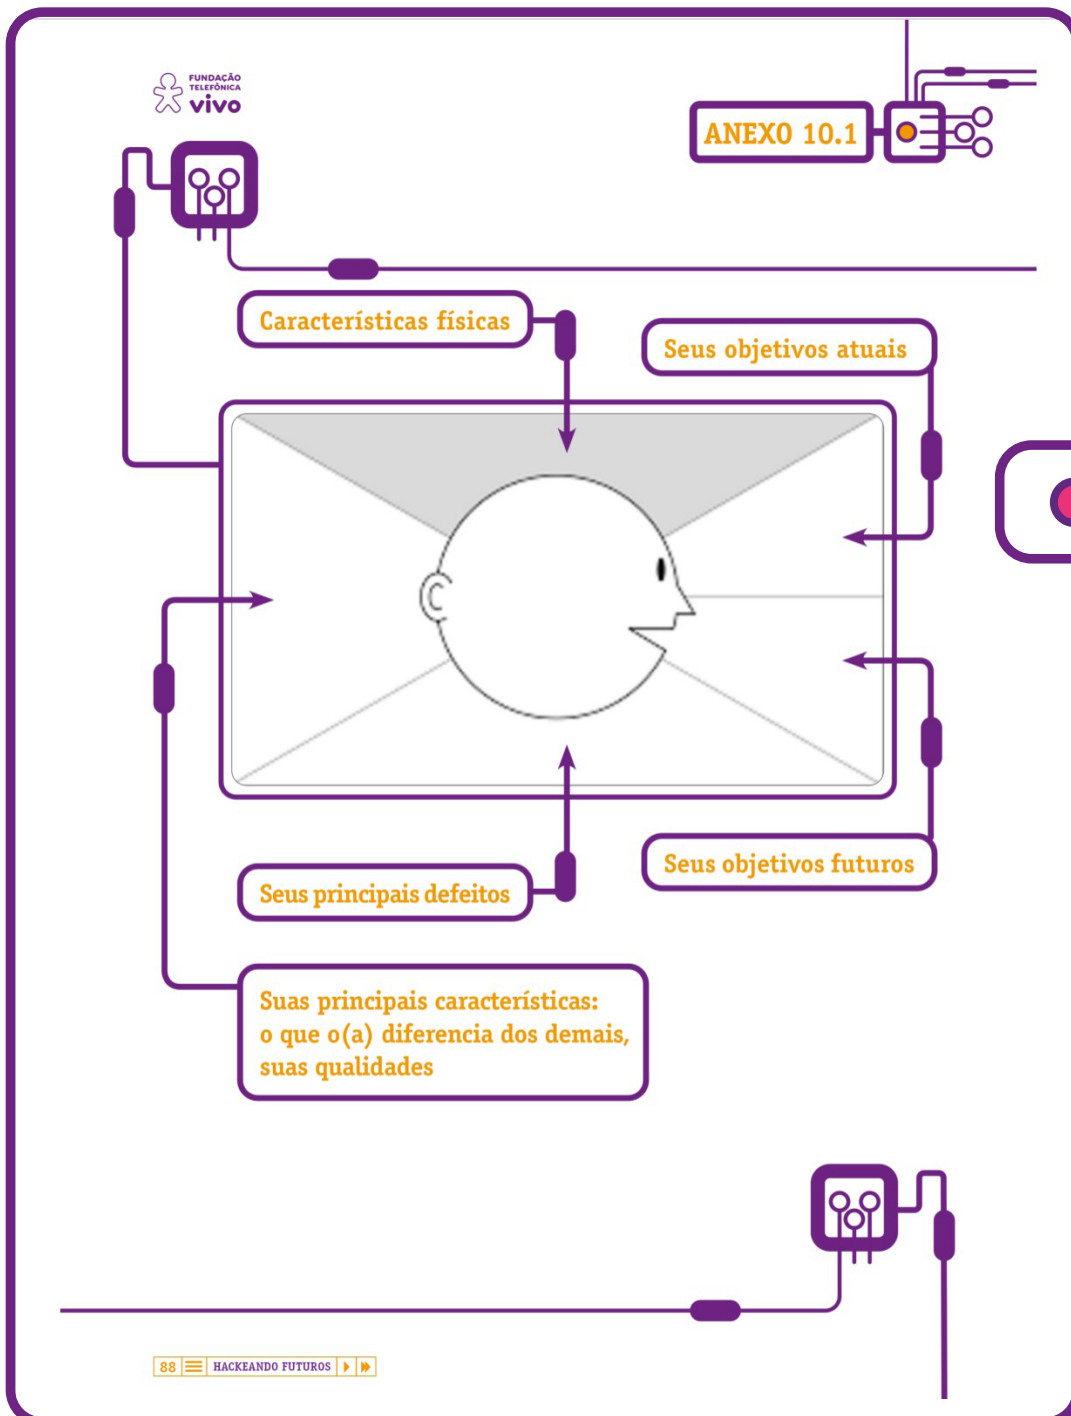 FUNDAÇÃO
TELEFÔNICA
vivo
ANEXO 10.1
Características físicas
Seus objetivos atuais
Seus objetivos futuros
Seus principais defeitos
Suas principais características:
o que o(a) diferencia dos demais,
suas qualidades
88 HACKEANDO FUTUROS